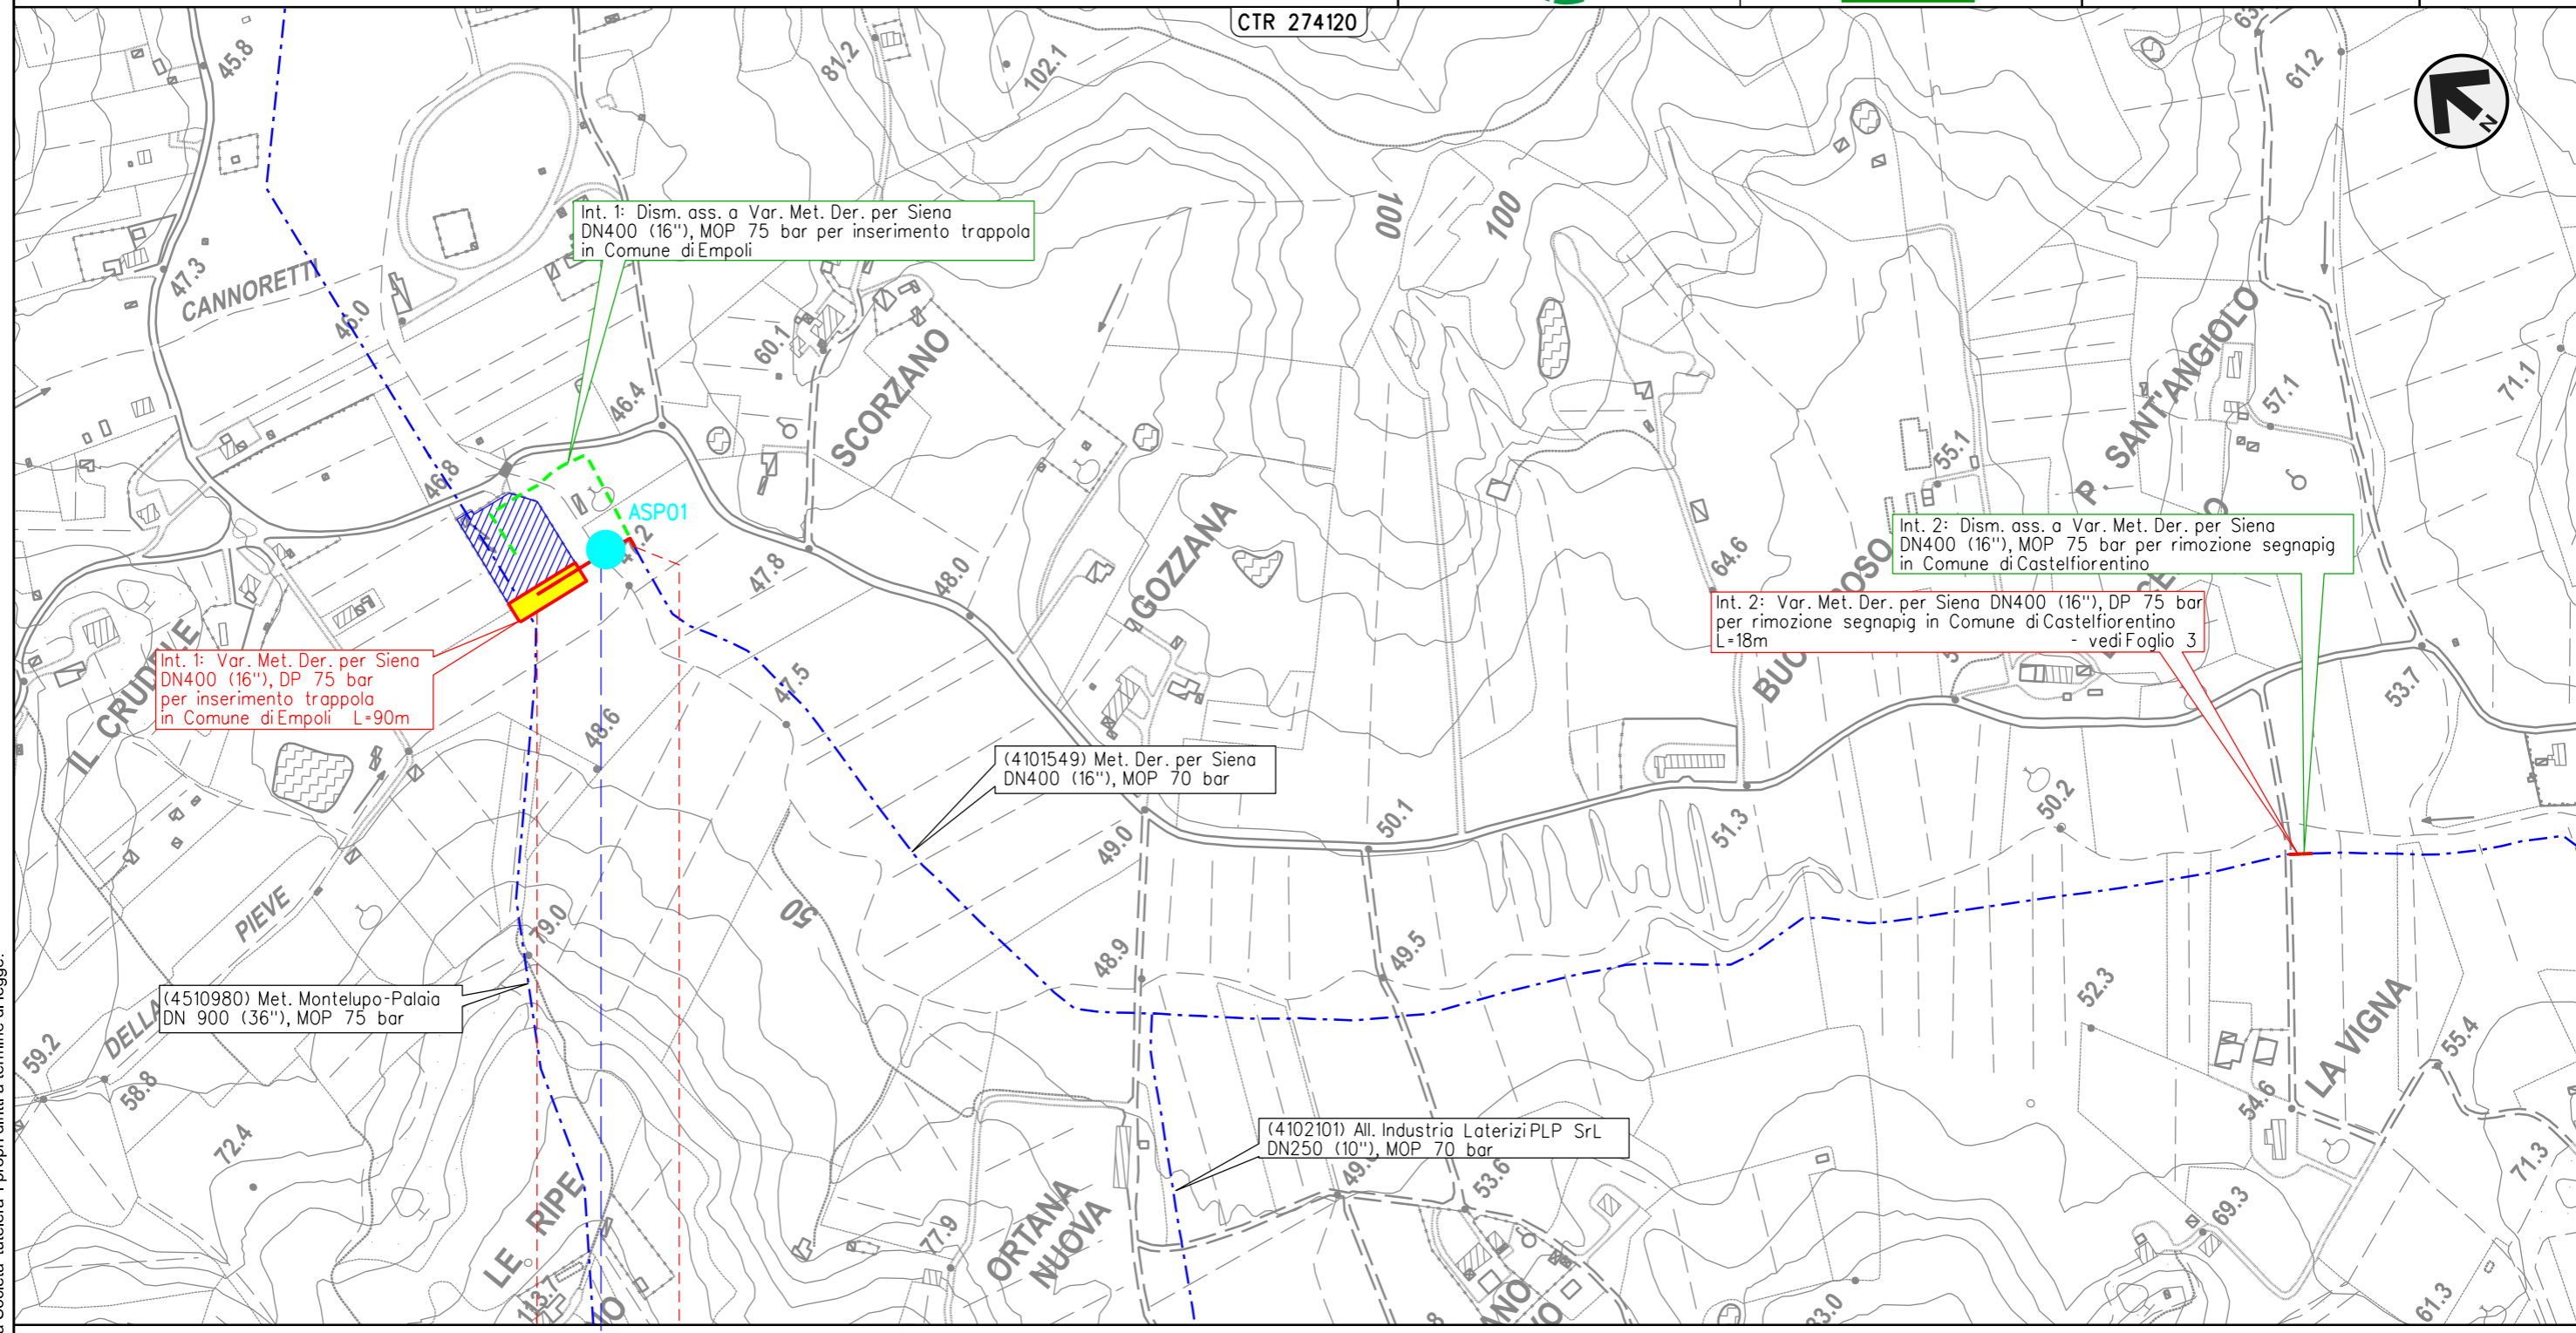 CTR 274120
63.
61.2
45.8
81.2
102.1
N
Int. 1: Dism. ass. a Var. Met. Der. per Siena
DN400 (16"), MOP 75 bar per inserimento trappola
in Comune di Empoli
100
100
47.3
CANNORETTI
46.0
60.1
SCORZANO
46.4
P. SANT'ANGIOLO
57.1
71.1
46.8
ASP01
55.1
GOZZANA
47.8
48.0
64.6
Int. 2: Dism. ass. a Var. Met. Der. per Siena
DN400 (16"), MOP 75 bar per rimozione segnapig
in Comune di Castelfiorentino
Int. 2: Var. Met. Der. per Siena DN400 (16"), DP 75 bar
per rimozione segnapig in Comune di Castelfiorentino
L=18m - vedi Foglio 3
IL CRUDELE
Int. 1: Var. Met. Der. per Siena
DN400 (16"), DP 75 bar
per inserimento trappola
in Comune di Empoli L=90m
47.5
48.6
53.7
(4101549) Met. Der. per Siena
DN400 (16"), MOP 70 bar
49.0
50.1
51.3
50.2
PIEVE
DELLA
79.0
50
48.9
49.5
52.3
(4510980) Met. Montelupo-Palaia
DN 900 (36"), MOP 75 bar
59.2
58.8
72.4
LA VIGNA
55.4
54.6
(4102101) All. Industria Laterizi PLP SrL
DN250 (10"), MOP 70 bar
53.6
71.3
69.3
LE RIPE
113.7
77.9
ORTANA
NUOVA
61.3